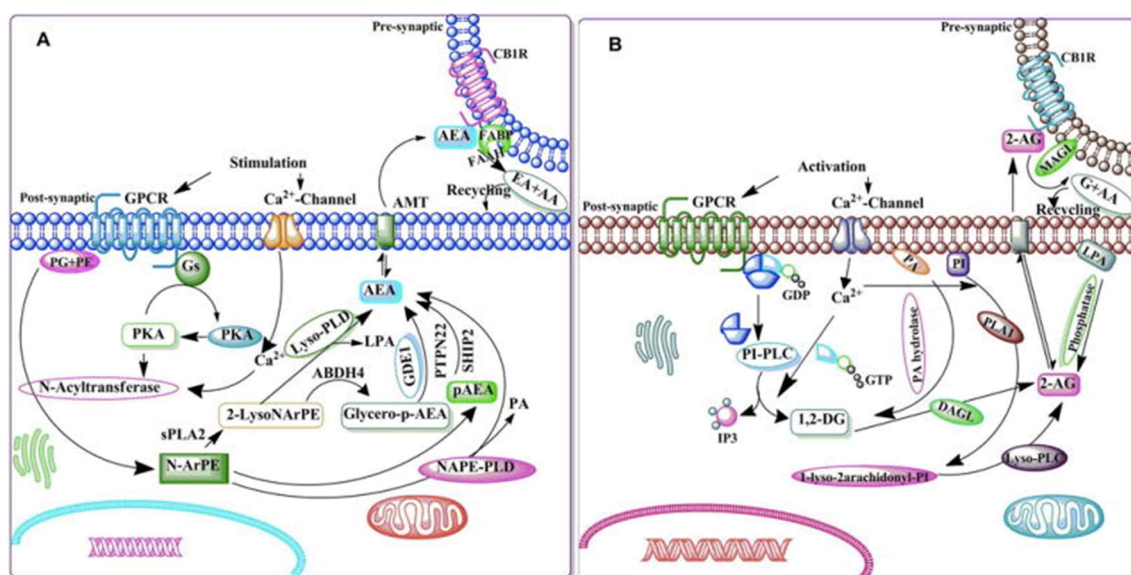 A
Pre-synaptic
CB1R
AEA
FABP
FAAH
Stimulation
EA+AA
Recycling
Post-synaptic
GPCR
Ca²⁺-Channel
AMT
PG+PE
Gs
AEA
PKA
PKA
Ca²⁺
Lyso-PLD
LPA
GDE1
PTPN22
SHIP2
N-Acyltransferase
ABDH4
pAEA
PA
2-LysoNArPE
Glycero-p-AEA
sPLA2
N-ArPE
NAPE-PLD
B
Pre-synaptic
CB1R
2-AG
MAGL
Activation
G+AA
Recycling
Post-synaptic
GPCR
Ca²⁺-Channel
PA
PI
LPA
GDP
Ca²⁺
Phosphatase
PLAI
PA hydrolase
PI-PLC
GTP
2-AG
DAGL
IP3
1,2-DG
Lyso-PLC
1-lyso-2arachidonyl-PI